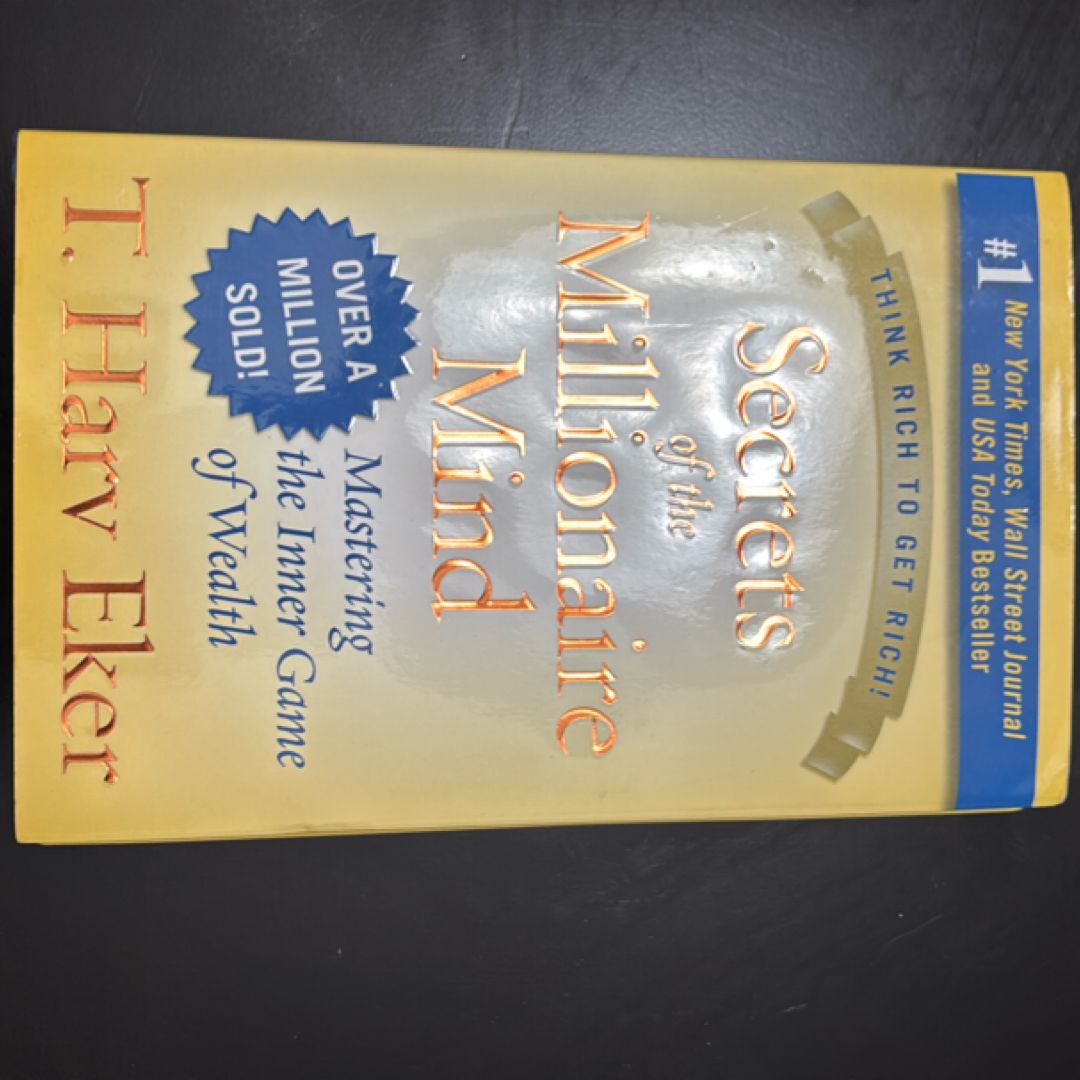 #1 New York Times, Wall Street Journal
and USA Today Bestseller
THINK RICH TO GET RICH!
Secrets
of the
Millionaire
Mind
OVER A
MILLION
SOLD!
Mastering
the Inner Game
of Wealth
T. Harv Eker